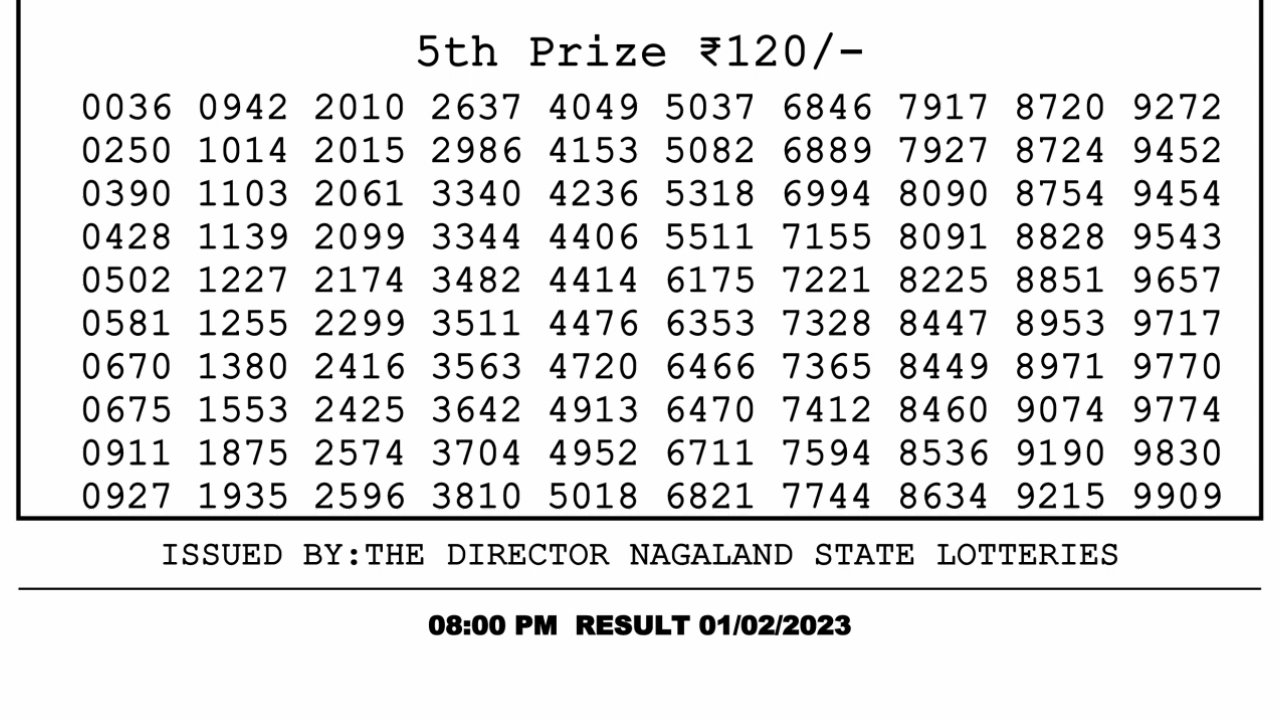 5th Prize ₹120/-
0036 0942 2010 2637 4049 5037 6846 7917 8720 9272
0250 1014 2015 2986 4153 5082 6889 7927 8724 9452
0390 1103 2061 3340 4236 5318 6994 8090 8754 9454
0428 1139 2099 3344 4406 5511 7155 8091 8828 9543
0502 1227 2174 3482 4414 6175 7221 8225 8851 9657
0581 1255 2299 3511 4476 6353 7328 8447 8953 9717
0670 1380 2416 3563 4720 6466 7365 8449 8971 9770
0675 1553 2425 3642 4913 6470 7412 8460 9074 9774
0911 1875 2574 3704 4952 6711 7594 8536 9190 9830
0927 1935 2596 3810 5018 6821 7744 8634 9215 9909
ISSUED BY:THE DIRECTOR NAGALAND STATE LOTTERIES
08:00 PM RESULT 01/02/2023